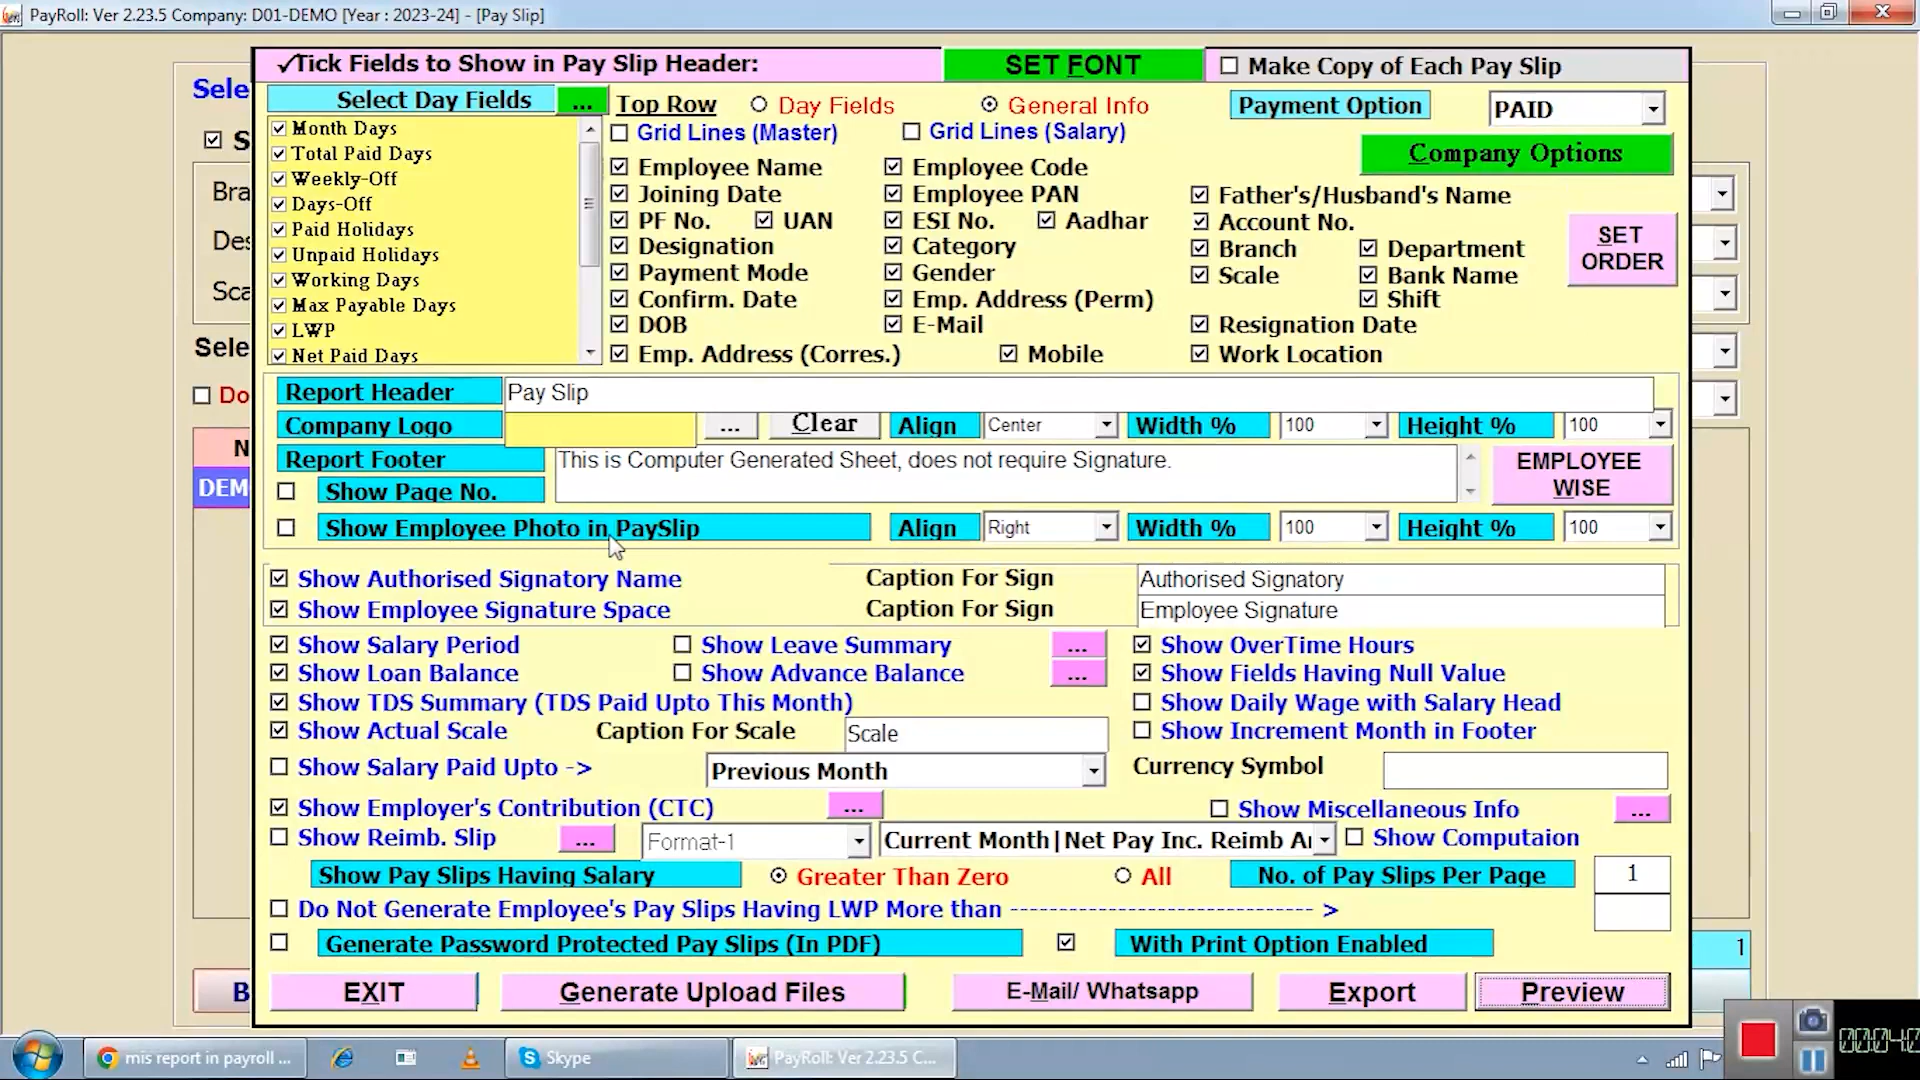 PayRoll: Ver 2.23.5 Company: D01-DEMO [Year : 2023-24] - [Pay Slip]
✓Tick Fields to Show in Pay Slip Header:
SET FONT
Make Copy of Each Pay Slip
Sele
Select Day Fields
...
Top Row
Day Fields
General Info
Payment Option
PAID
Month Days
Grid Lines (Master)
Grid Lines (Salary)
S
Total Paid Days
Company Options
Employee Name
Employee Code
Weekly-Off
Bra
Joining Date
Employee PAN
Father's/Husband's Name
Days-Off
PF No.
UAN
ESI No.
Aadhar
Account No.
Paid Holidays
SET
ORDER
Des
Designation
Category
Branch
Department
Unpaid Holidays
Payment Mode
Gender
Scale
Bank Name
Working Days
Sca
Confirm. Date
Emp. Address (Perm)
Shift
Max Payable Days
DOB
E-Mail
Resignation Date
LWP
Sele
Emp. Address (Corres.)
Mobile
Work Location
Net Paid Days
Do
Report Header
Pay Slip
Company Logo
...
Clear
Align
Center
Width %
100
Height %
100
N
Report Footer
This is Computer Generated Sheet, does not require Signature.
EMPLOYEE
WISE
DEM
Show Page No.
Show Employee Photo in PaySlip
Align
Right
Width %
100
Height %
100
Show Authorised Signatory Name
Caption For Sign
Authorised Signatory
Show Employee Signature Space
Caption For Sign
Employee Signature
Show Salary Period
Show Leave Summary
...
Show OverTime Hours
Show Loan Balance
Show Advance Balance
...
Show Fields Having Null Value
Show TDS Summary (TDS Paid Upto This Month)
Show Daily Wage with Salary Head
Show Actual Scale
Caption For Scale
Scale
Show Increment Month in Footer
Show Salary Paid Upto ->
Previous Month
Currency Symbol
Show Employer's Contribution (CTC)
...
Show Miscellaneous Info
...
Show Reimb. Slip
...
Format-1
Current Month|Net Pay Inc. Reimb A
Show Computaion
Show Pay Slips Having Salary
Greater Than Zero
All
No. of Pay Slips Per Page
1
Do Not Generate Employee's Pay Slips Having LWP More than ------------------------------ >
Generate Password Protected Pay Slips (In PDF)
With Print Option Enabled
1
B
EXIT
Generate Upload Files
E-Mail/ Whatsapp
Export
Preview
mis report in payroll ...
Skype
PayRoll: Ver 2.23.5 C...